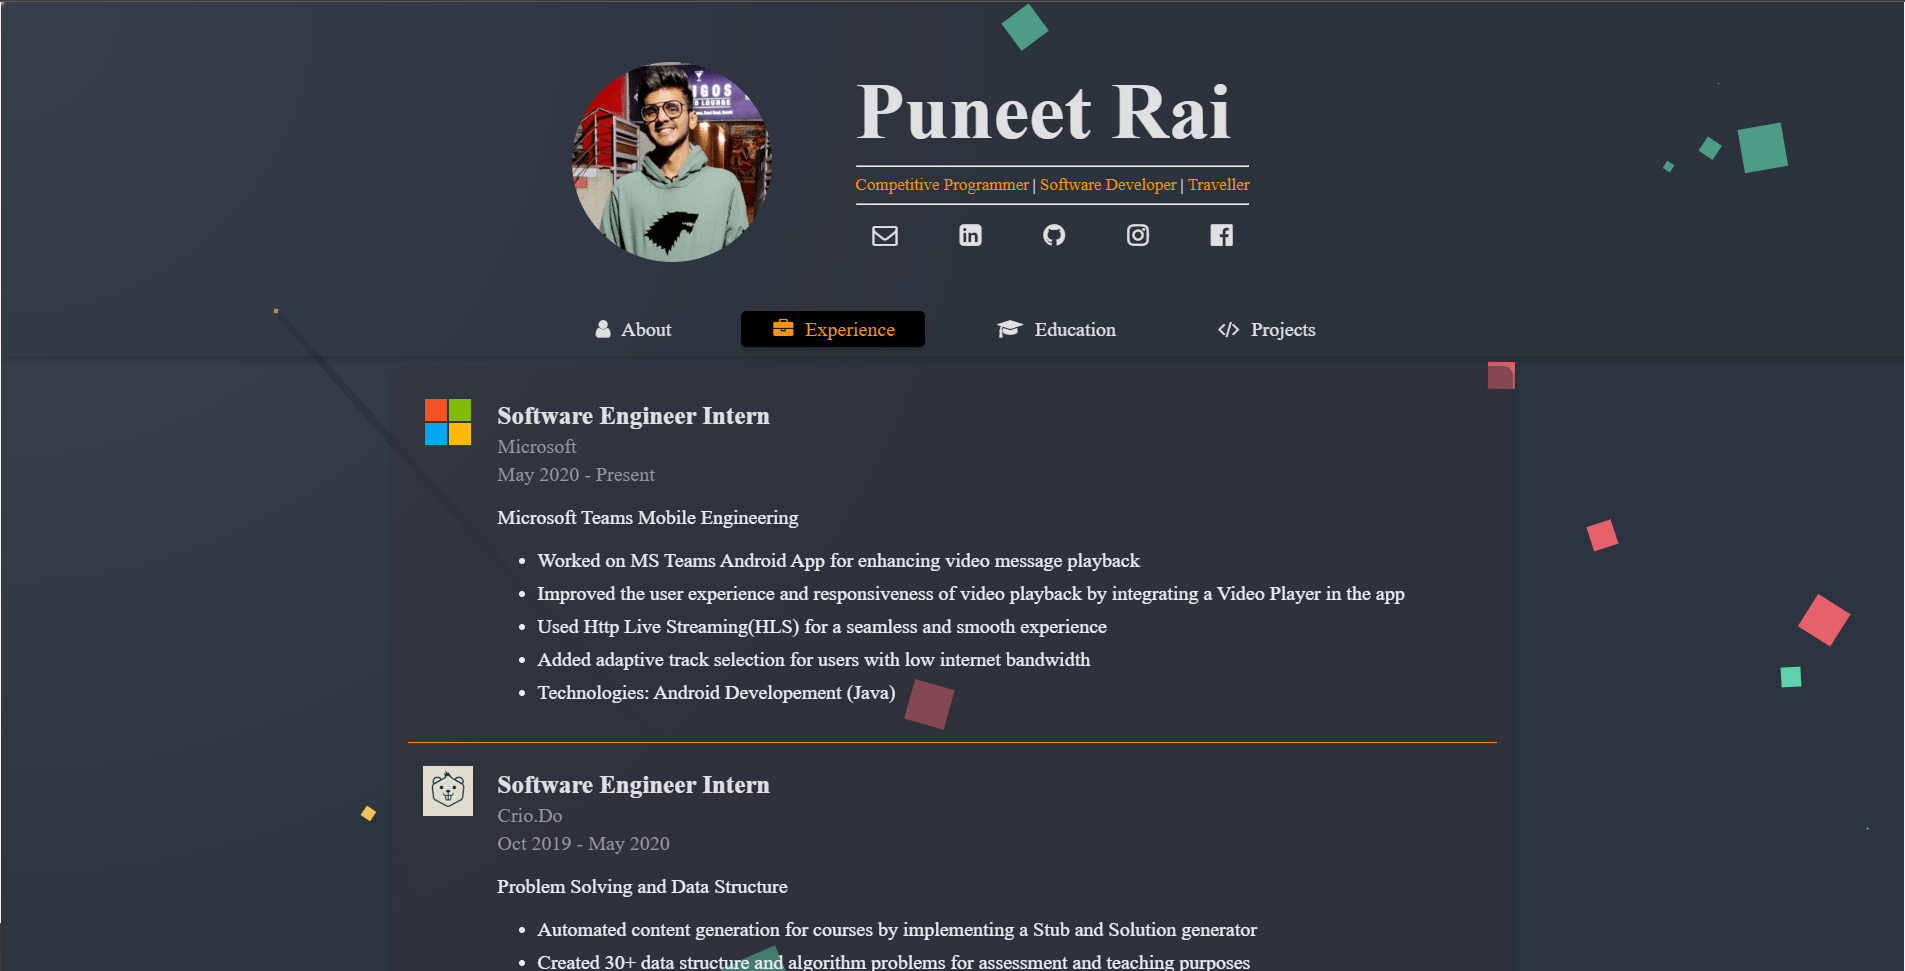 IGOS
LOUNGE
Puneet Rai
Competitive Programmer | Software Developer | Traveller
About Experience Education Projects
Software Engineer Intern
Microsoft
May 2020 - Present
Microsoft Teams Mobile Engineering
• Worked on MS Teams Android App for enhancing video message playback
• Improved the user experience and responsiveness of video playback by integrating a Video Player in the app
• Used Http Live Streaming(HLS) for a seamless and smooth experience
• Added adaptive track selection for users with low internet bandwidth
• Technologies: Android Developement (Java)
Software Engineer Intern
Crio.Do
Oct 2019 - May 2020
Problem Solving and Data Structure
• Automated content generation for courses by implementing a Stub and Solution generator
• Created 30+ data structure and algorithm problems for assessment and teaching purposes